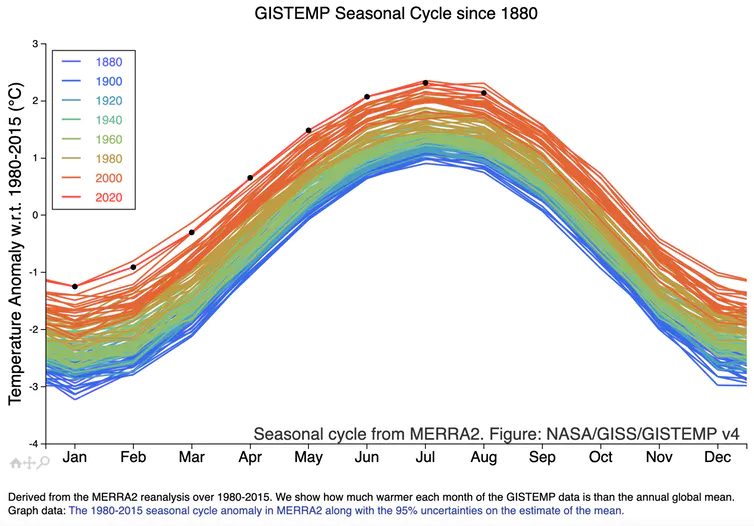 GISTEMP Seasonal Cycle since 1880
Temperature Anomaly w.r.t. 1980-2015 (°C)
3
2
1
0
-1
-2
-3
-4
1880
1900
1920
1940
1960
1980
2000
2020
Seasonal cycle from MERRA2. Figure: NASA/GISS/GISTEMP v4
Jan Feb Mar Apr May Jun Jul Aug Sep Oct Nov Dec
Derived from the MERRA2 reanalysis over 1980-2015. We show how much warmer each month of the GISTEMP data is than the annual global mean.
Graph data: The 1980-2015 seasonal cycle anomaly in MERRA2 along with the 95% uncertainties on the estimate of the mean.